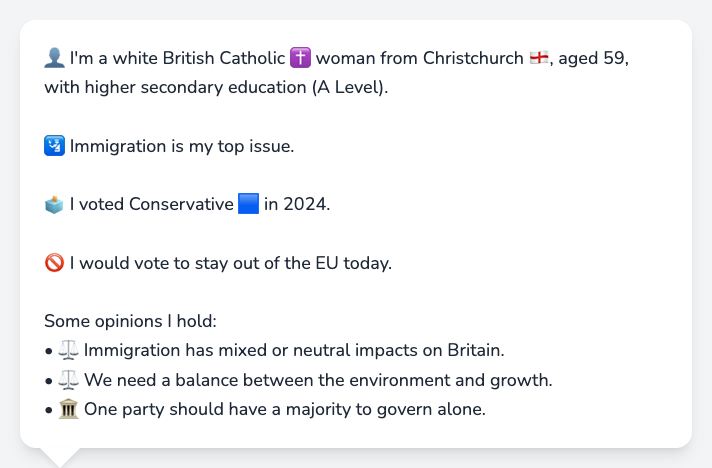 👤 I'm a white British Catholic ✝️ woman from Christchurch 🏴󠁧󠁢󠁥󠁮󠁧󠁿, aged 59,
with higher secondary education (A Level).
🛂 Immigration is my top issue.
🗳️ I voted Conservative 🟦 in 2024.
🚫 I would vote to stay out of the EU today.
Some opinions I hold:
• ⚖️ Immigration has mixed or neutral impacts on Britain.
• ⚖️ We need a balance between the environment and growth.
• 🏛️ One party should have a majority to govern alone.